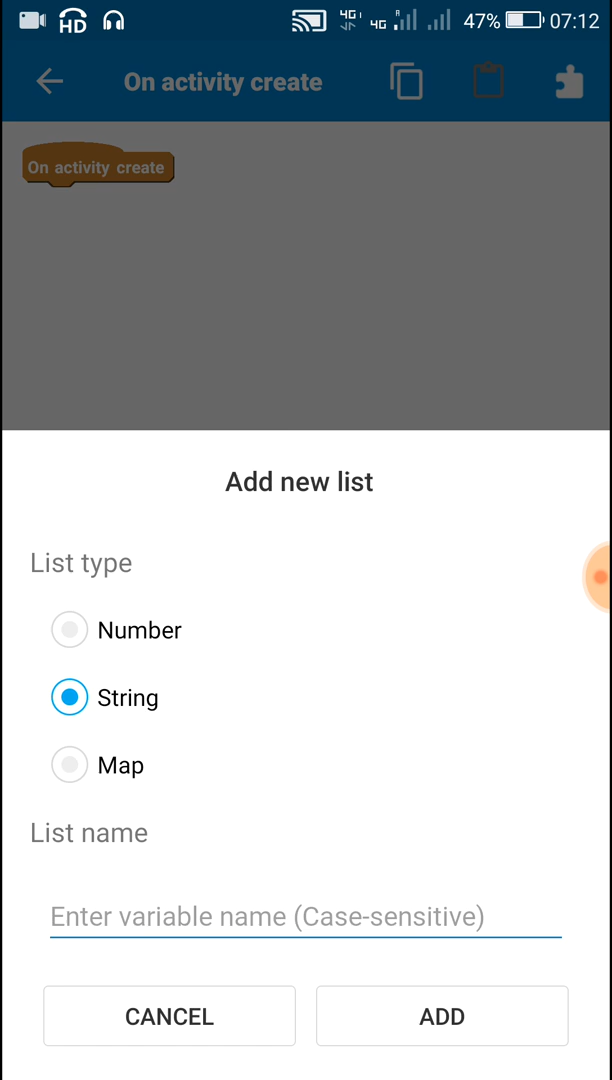 HD 4G 4G R 47% 07:12
On activity create
On activity create
Add new list
List type
Number
String
Map
List name
Enter variable name (Case-sensitive)
CANCEL ADD